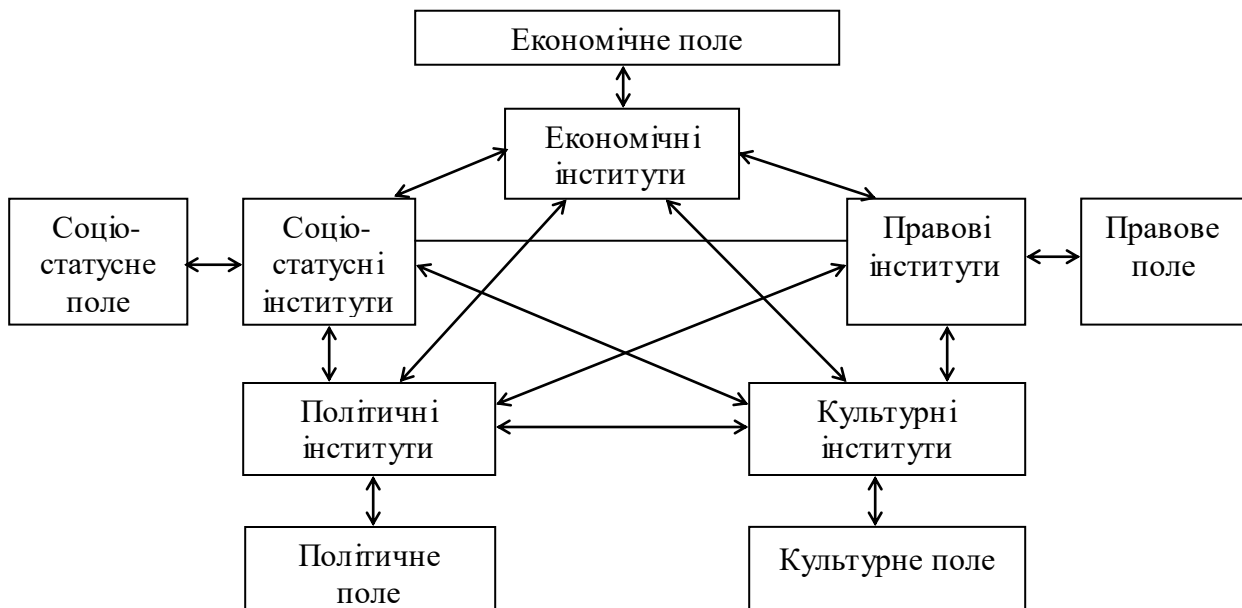 Економічне поле
Економічні
інститути
Соціо-
статусне
поле
Соціо-
статусні
інститути
Правові
інститути
Правове
поле
Політичні
інститути
Культурні
інститути
Політичне
поле
Культурне поле